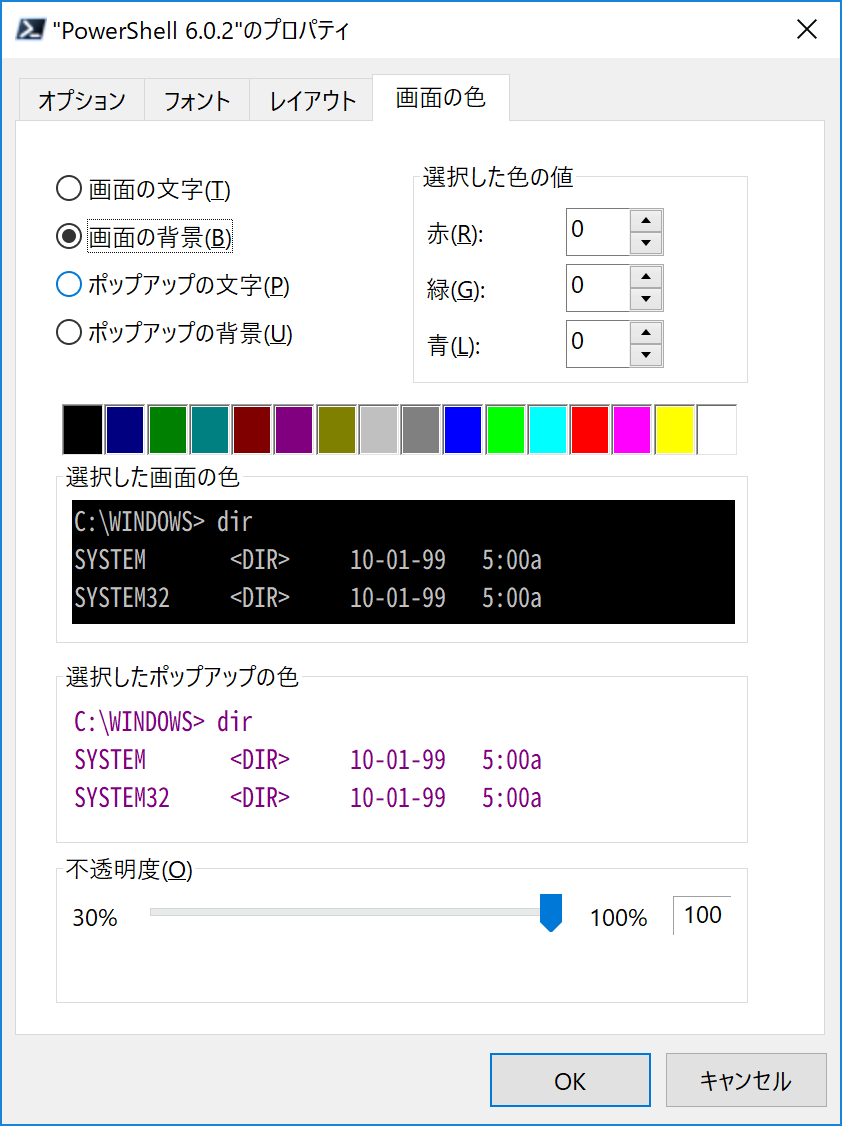 "PowerShell 6.0.2"のプロパティ
オプション フォント レイアウト 画面の色
画面の文字(T)
画面の背景(B)
ポップアップの文字(P)
ポップアップの背景(U)
選択した色の値
赤(R): 0
緑(G): 0
青(L): 0
選択した画面の色
C:\WINDOWS> dir
SYSTEM <DIR> 10-01-99 5:00a
SYSTEM32 <DIR> 10-01-99 5:00a
選択したポップアップの色
C:\WINDOWS> dir
SYSTEM <DIR> 10-01-99 5:00a
SYSTEM32 <DIR> 10-01-99 5:00a
不透明度(O)
30% 100% 100
OK キャンセル